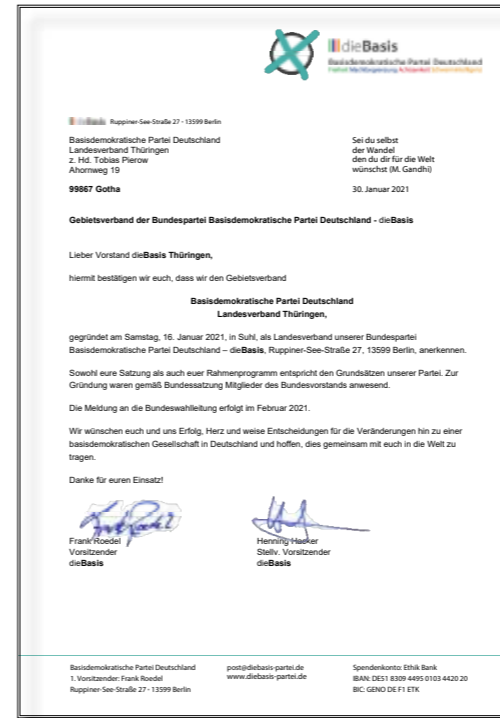 dieBasis
Basisdemokratische Partei Deutschland
Freiheit Machtbegrenzung Achtsamkeit Schwarmintelligenz
dieBasis Ruppiner-See-Straße 27 - 13599 Berlin
Basisdemokratische Partei Deutschland
Landesverband Thüringen
z. Hd. Tobias Pierow
Ahornweg 19
99867 Gotha
Sei du selbst
der Wandel
den du dir für die Welt
wünschst (M. Gandhi)
30. Januar 2021
Gebietsverband der Bundespartei Basisdemokratische Partei Deutschland - dieBasis
Lieber Vorstand dieBasis Thüringen,
hiermit bestätigen wir euch, dass wir den Gebietsverband
Basisdemokratische Partei Deutschland
Landesverband Thüringen,
gegründet am Samstag, 16. Januar 2021, in Suhl, als Landesverband unserer Bundespartei
Basisdemokratische Partei Deutschland – dieBasis, Ruppiner-See-Straße 27, 13599 Berlin, anerkennen.
Sowohl eure Satzung als auch euer Rahmenprogramm entspricht den Grundsätzen unserer Partei. Zur
Gründung waren gemäß Bundessatzung Mitglieder des Bundesvorstands anwesend.
Die Meldung an die Bundeswahlleitung erfolgt im Februar 2021.
Wir wünschen euch und uns Erfolg, Herz und weise Entscheidungen für die Veränderungen hin zu einer
basisdemokratischen Gesellschaft in Deutschland und hoffen, dies gemeinsam mit euch in die Welt zu
tragen.
Danke für euren Einsatz!
Frank Roedel
Frank Roedel
Vorsitzender
dieBasis
Henning Hacker
Stellv. Vorsitzender
dieBasis
Basisdemokratische Partei Deutschland
1. Vorsitzender: Frank Roedel
Ruppiner-See-Straße 27 - 13599 Berlin
post@diebasis-partei.de
www.diebasis-partei.de
Spendenkonto: Ethik Bank
IBAN: DE51 8309 4495 0103 4420 20
BIC: GENO DE F1 ETK